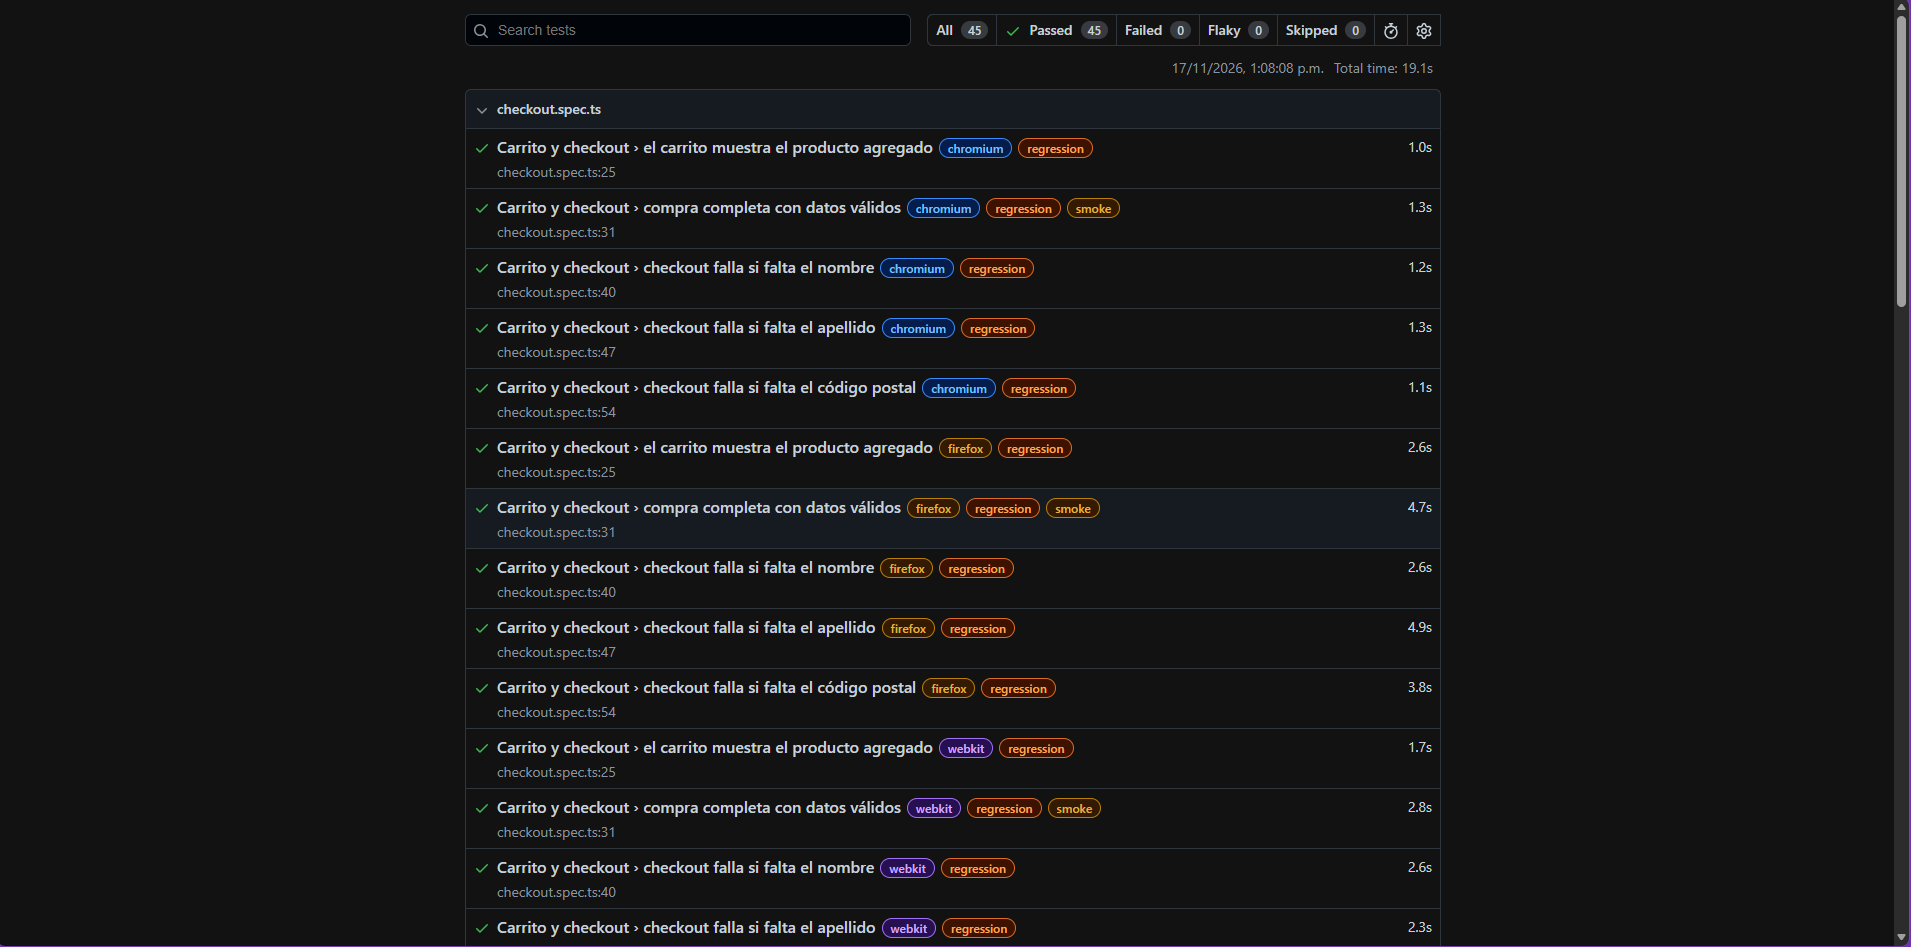 Search tests
All 45 Passed 45 Failed 0 Flaky 0 Skipped 0
17/11/2026, 1:08:08 p.m. Total time: 19.1s
checkout.spec.ts
Carrito y checkout › el carrito muestra el producto agregado chromium regression 1.0s
checkout.spec.ts:25
Carrito y checkout › compra completa con datos válidos chromium regression smoke 1.3s
checkout.spec.ts:31
Carrito y checkout › checkout falla si falta el nombre chromium regression 1.2s
checkout.spec.ts:40
Carrito y checkout › checkout falla si falta el apellido chromium regression 1.3s
checkout.spec.ts:47
Carrito y checkout › checkout falla si falta el código postal chromium regression 1.1s
checkout.spec.ts:54
Carrito y checkout › el carrito muestra el producto agregado firefox regression 2.6s
checkout.spec.ts:25
Carrito y checkout › compra completa con datos válidos firefox regression smoke 4.7s
checkout.spec.ts:31
Carrito y checkout › checkout falla si falta el nombre firefox regression 2.6s
checkout.spec.ts:40
Carrito y checkout › checkout falla si falta el apellido firefox regression 4.9s
checkout.spec.ts:47
Carrito y checkout › checkout falla si falta el código postal firefox regression 3.8s
checkout.spec.ts:54
Carrito y checkout › el carrito muestra el producto agregado webkit regression 1.7s
checkout.spec.ts:25
Carrito y checkout › compra completa con datos válidos webkit regression smoke 2.8s
checkout.spec.ts:31
Carrito y checkout › checkout falla si falta el nombre webkit regression 2.6s
checkout.spec.ts:40
Carrito y checkout › checkout falla si falta el apellido webkit regression 2.3s